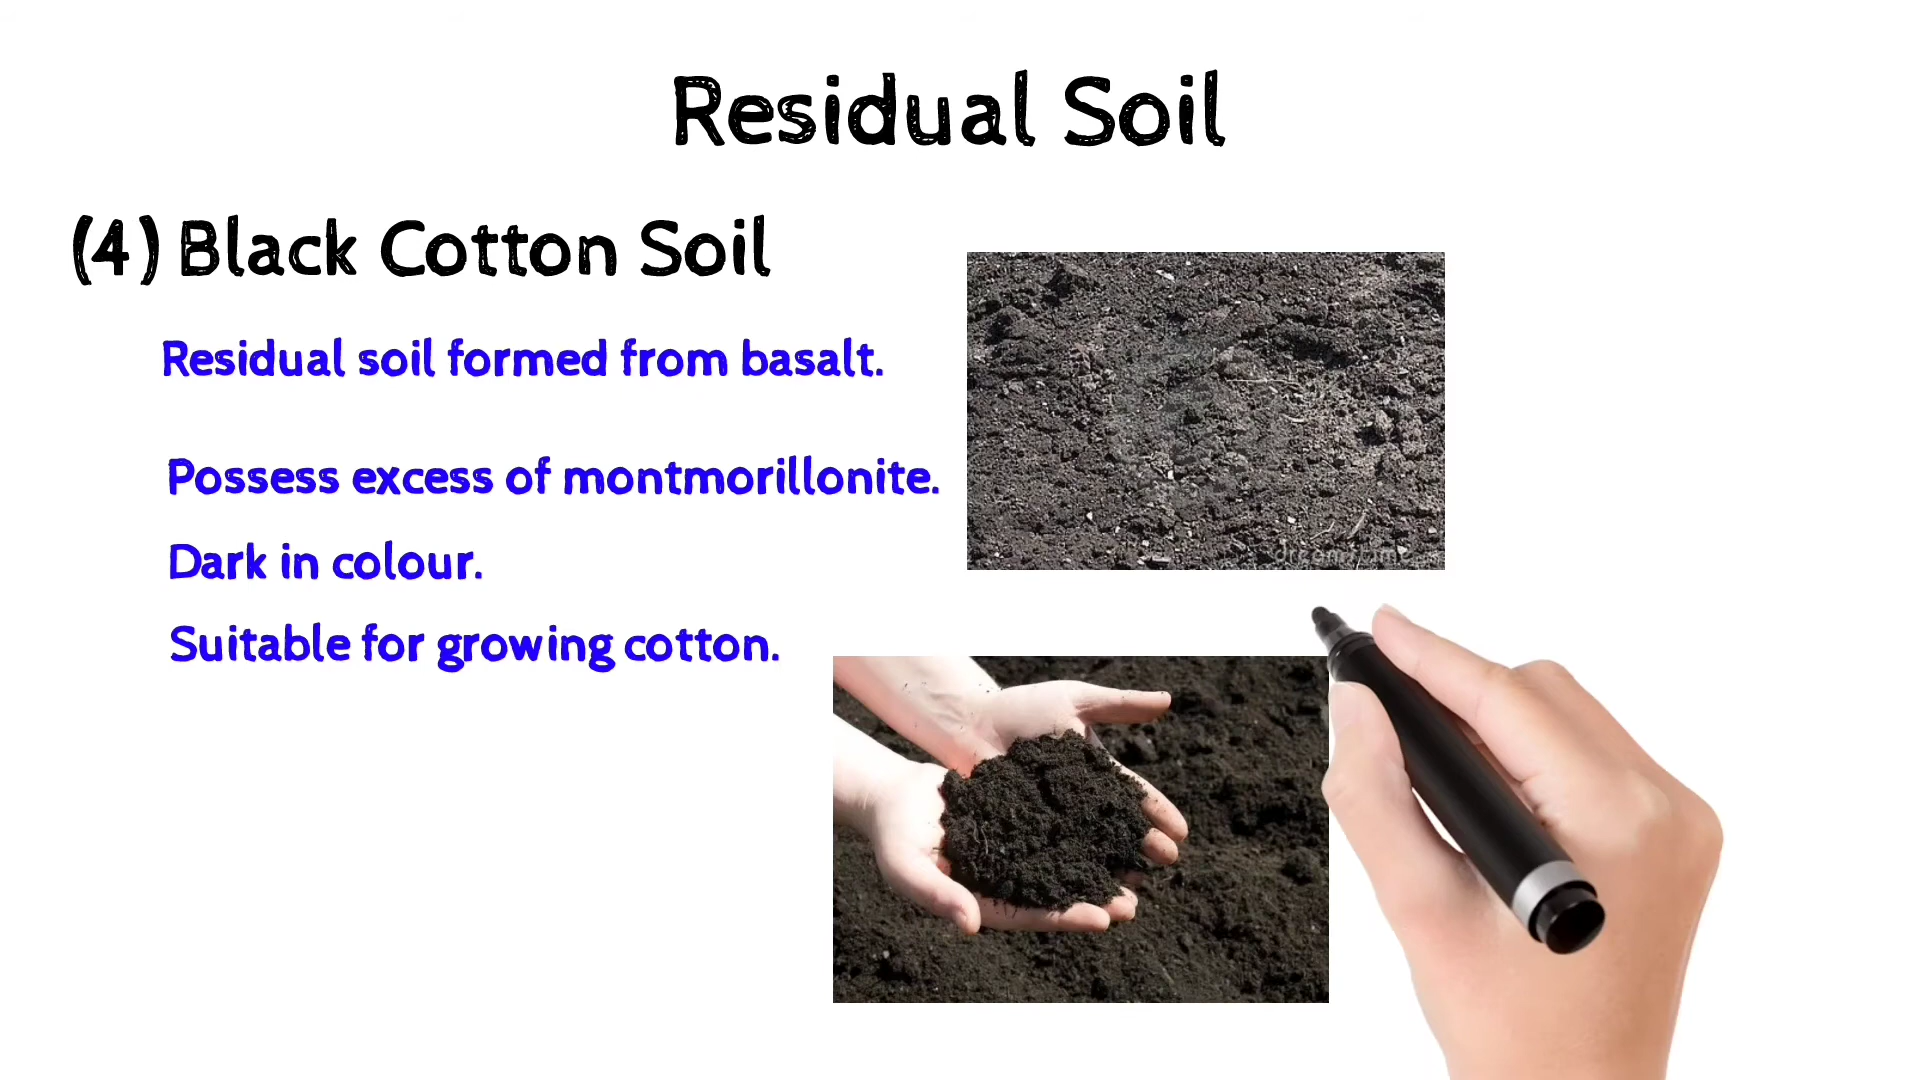 Residual Soil
(4) Black Cotton Soil
Residual soil formed from basalt.
Possess excess of montmorillonite.
Dark in colour.
Suitable for growing cotton.
dreamstime